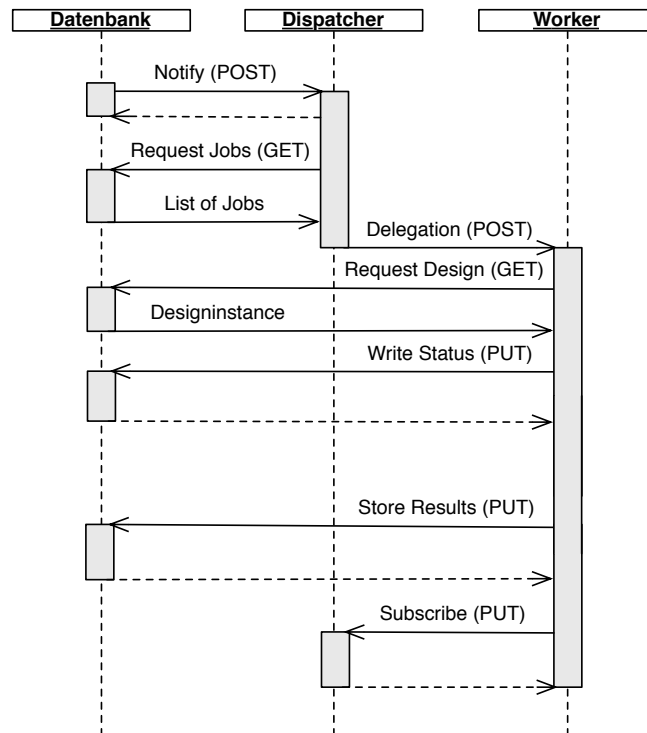 Datenbank
Dispatcher
Worker
Notify (POST)
Request Jobs (GET)
List of Jobs
Delegation (POST)
Request Design (GET)
Designinstance
Write Status (PUT)
Store Results (PUT)
Subscribe (PUT)